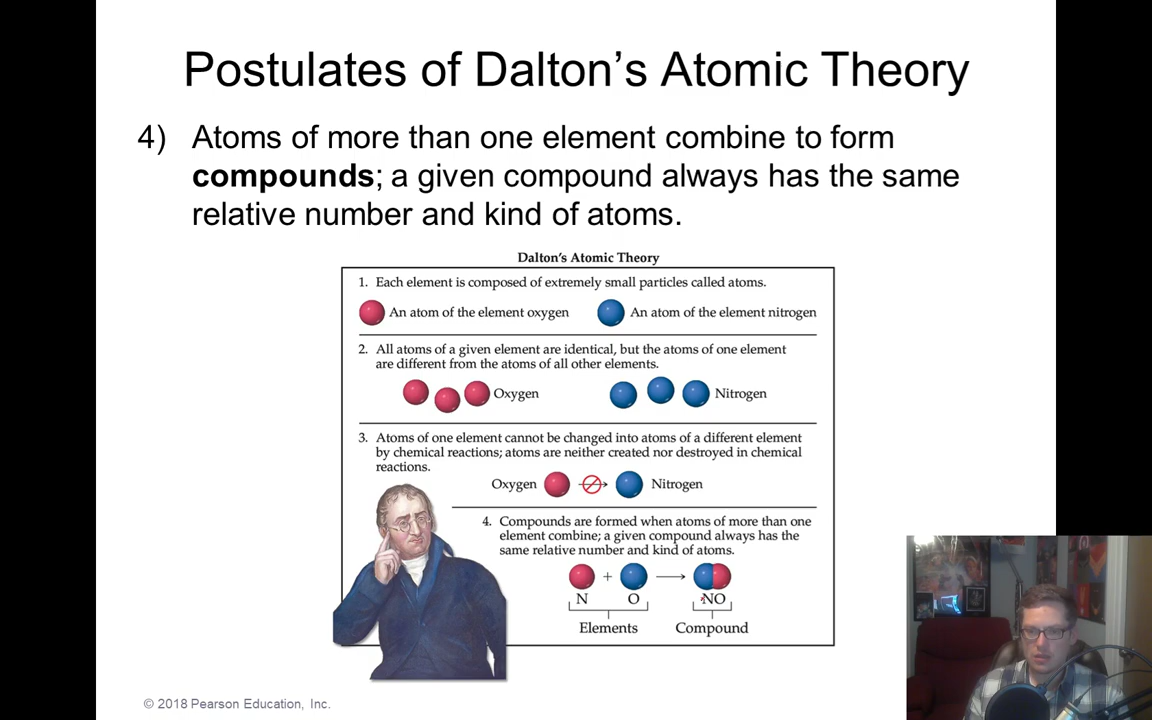 Postulates of Dalton’s Atomic Theory
4) Atoms of more than one element combine to form
compounds; a given compound always has the same
relative number and kind of atoms.
Dalton’s Atomic Theory
1. Each element is composed of extremely small particles called atoms.
An atom of the element oxygen
An atom of the element nitrogen
2. All atoms of a given element are identical, but the atoms of one element
are different from the atoms of all other elements.
Oxygen
Nitrogen
3. Atoms of one element cannot be changed into atoms of a different element
by chemical reactions; atoms are neither created nor destroyed in chemical
reactions.
Oxygen
Nitrogen
4. Compounds are formed when atoms of more than one
element combine; a given compound always has the
same relative number and kind of atoms.
+
N O NO
Elements Compound
© 2018 Pearson Education, Inc.